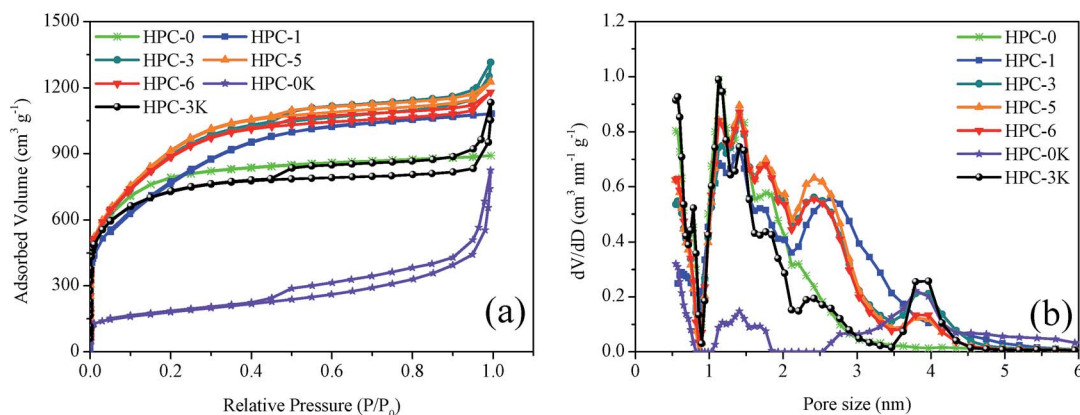 1500
1200
900
600
300
0
Adsorbed Volume (cm³ g⁻¹)
HPC-0 HPC-1
HPC-3 HPC-5
HPC-6 HPC-0K
HPC-3K
(a)
0.0 0.2 0.4 0.6 0.8 1.0
Relative Pressure (P/P₀)
1.2
1.0
0.8
0.6
0.4
0.2
0.0
dV/dD (cm³ nm⁻¹ g⁻¹)
HPC-0
HPC-1
HPC-3
HPC-5
HPC-6
HPC-0K
HPC-3K
(b)
0 1 2 3 4 5 6
Pore size (nm)